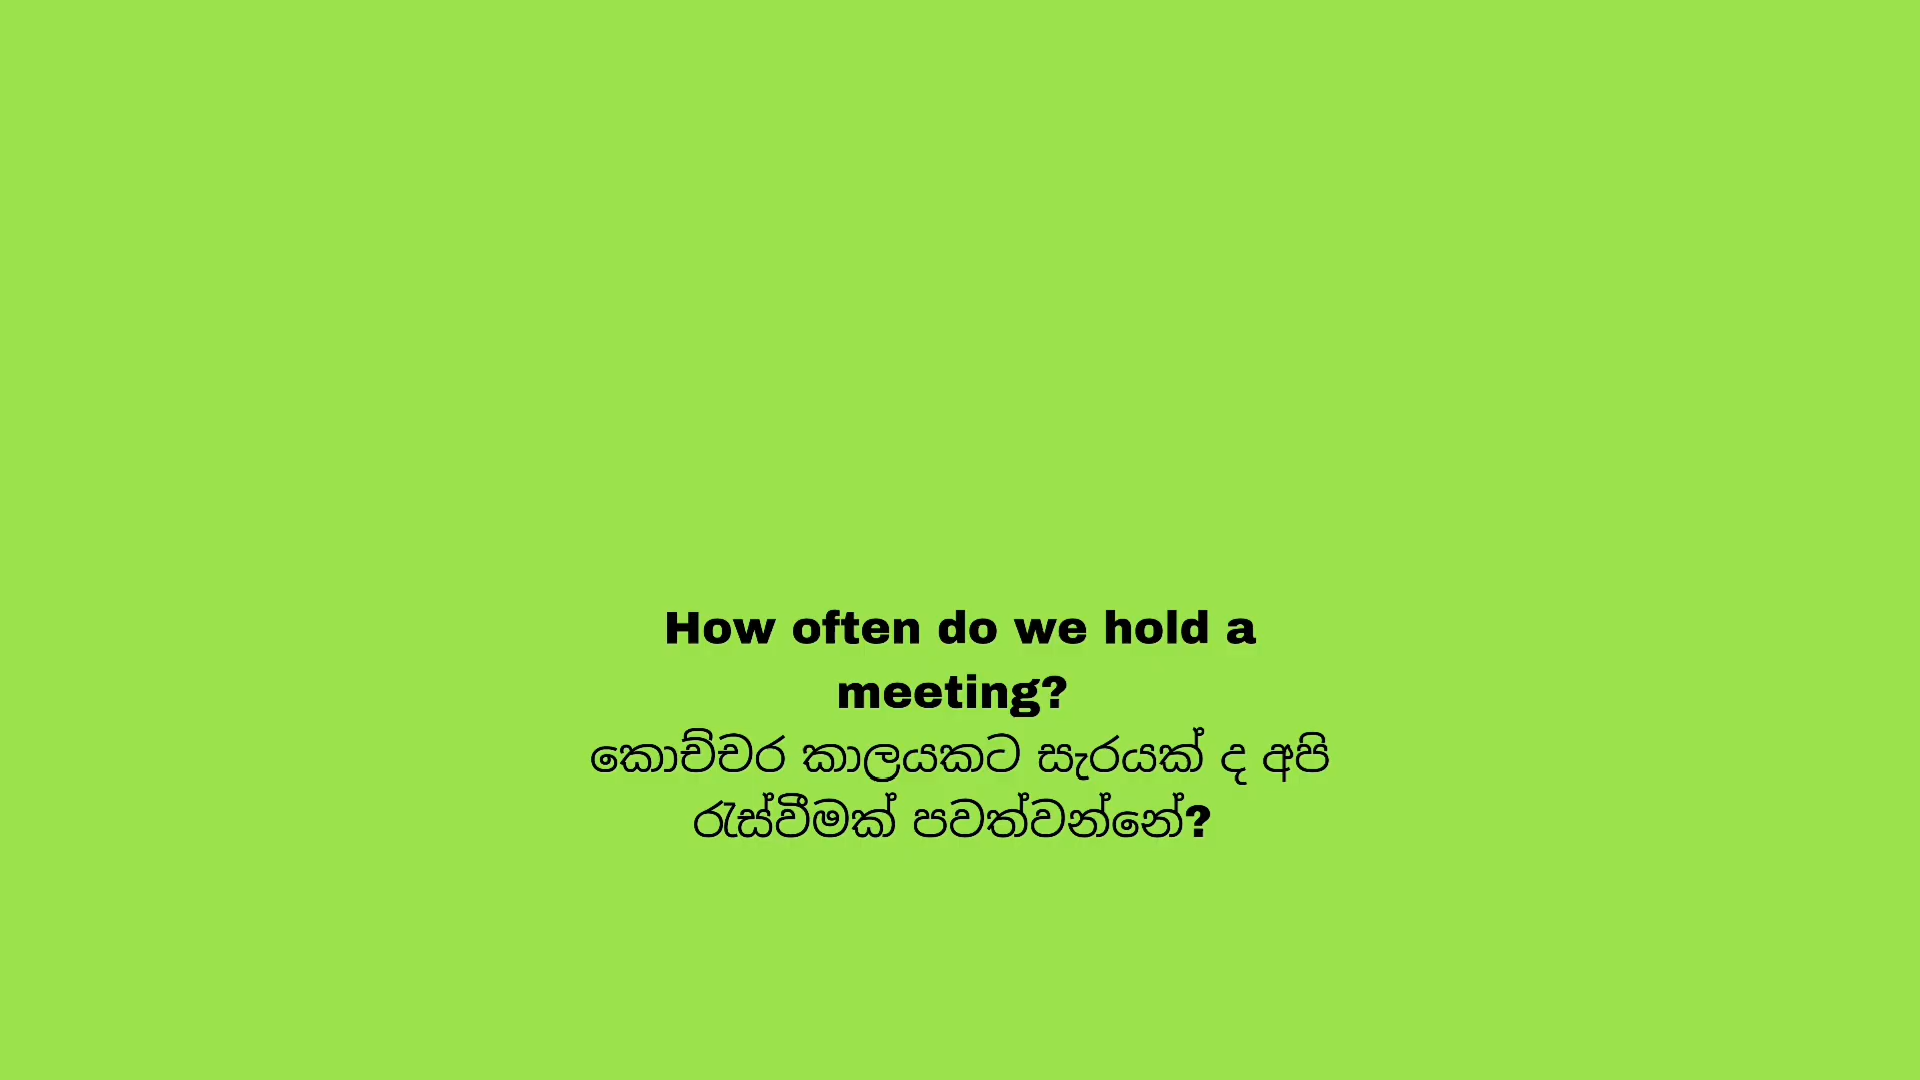 How often do we hold a
meeting?
කොච්චර කාලයකට සැරයක් ද අපි
රැස්වීමක් පවත්වන්නේ?